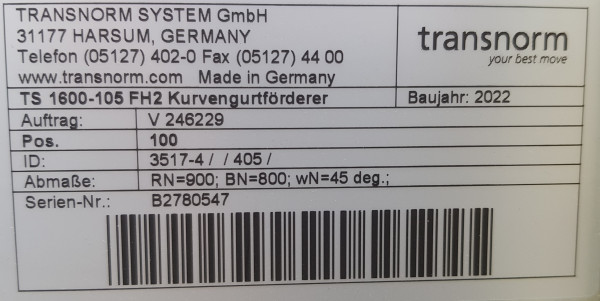 TRANSNORM SYSTEM GmbH
31177 HARSUM, GERMANY
Telefon (05127) 402-0 Fax (05127) 44 00
www.transnorm.com Made in Germany
transnorm
your best move
TS 1600-105 FH2 Kurvengurtförderer
Baujahr: 2022
Auftrag: V 246229
Pos. 100
ID: 3517-4 / / 405 /
Abmaße: RN=900; BN=800; wN=45 deg.;
Serien-Nr.: B2780547